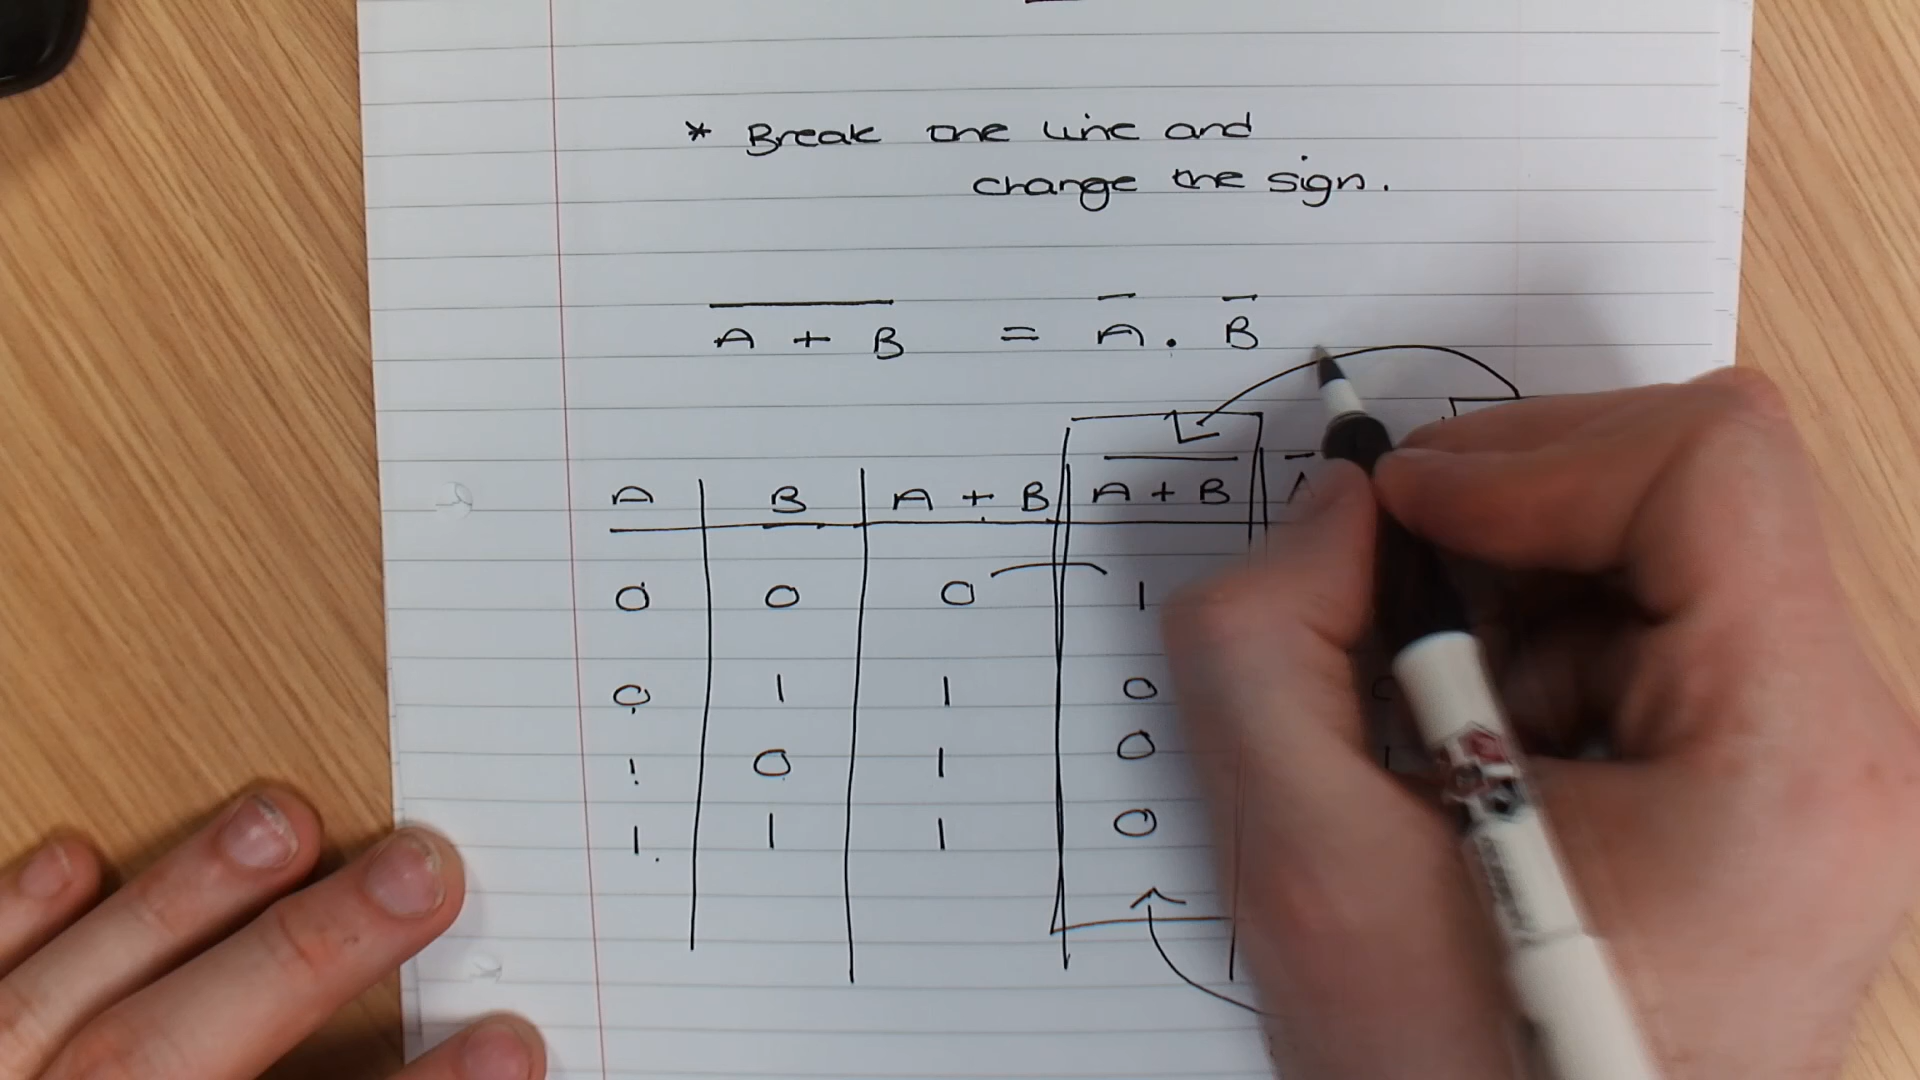 * Break the line and
change the sign.
A + B = A . B
A B A + B A + B A
0 0 0 1
0 1 1 0
1 0 1 0
1 1 1 0